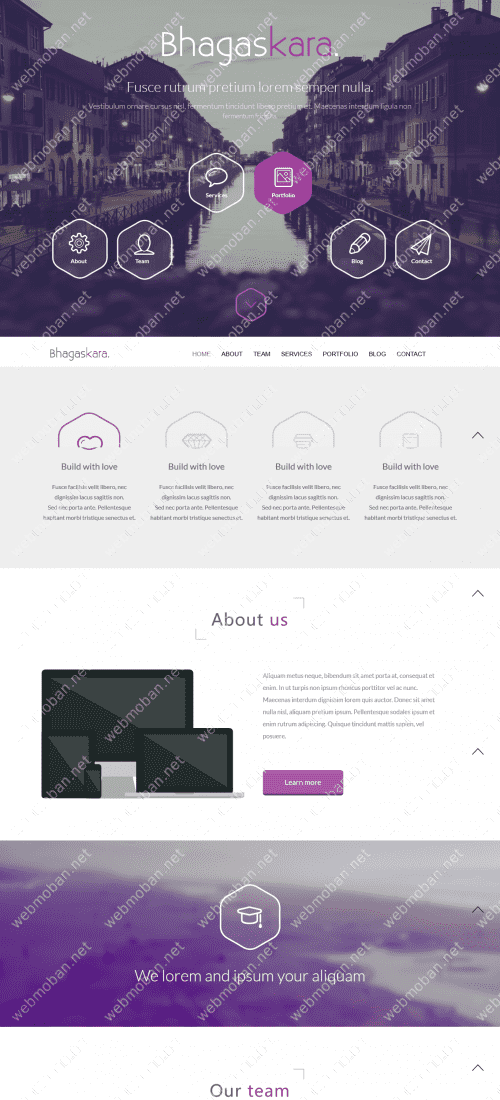 Bhagaskara.
Fusce rutrum pretium lorem semper nulla.
Vestibulum ornare cursus nisl, fermentum tincidunt libero pretium et. Maecenas interdum ligula non
Services
Portfolio
About
Team
Blog
Contact
Bhagaskara.
HOME ABOUT TEAM SERVICES PORTFOLIO BLOG CONTACT
Build with love
Fusce facilisis velit libero, nec
dignissim lacus sagittis non.
Sed nec porta ante. Pellentesque
habitant morbi tristique senectus et.
Build with love
Fusce facilisis velit libero, nec
dignissim lacus sagittis non.
Sed nec porta ante. Pellentesque
habitant morbi tristique senectus et.
Build with love
Fusce facilisis velit libero, nec
dignissim lacus sagittis non.
Sed nec porta ante. Pellentesque
habitant morbi tristique senectus et.
Build with love
Fusce facilisis velit libero, nec
dignissim lacus sagittis non.
Sed nec porta ante. Pellentesque
habitant morbi tristique senectus et.
About us
Aliquam metus neque, bibendum sit amet porta at, consequat et
enim. In ut turpis non ipsum rhoncus porttitor vel ac nunc.
Maecenas interdum dignissim lorem quis auctor. Donec sit amet
nulla nisl, aliquam pretium ipsum. Pellentesque sodales ipsum et
enim rutrum adipiscing. Quisque tincidunt mattis sapien, vel
posuere.
Learn more
We lorem and ipsum your aliquam
Our team
webmoban.net